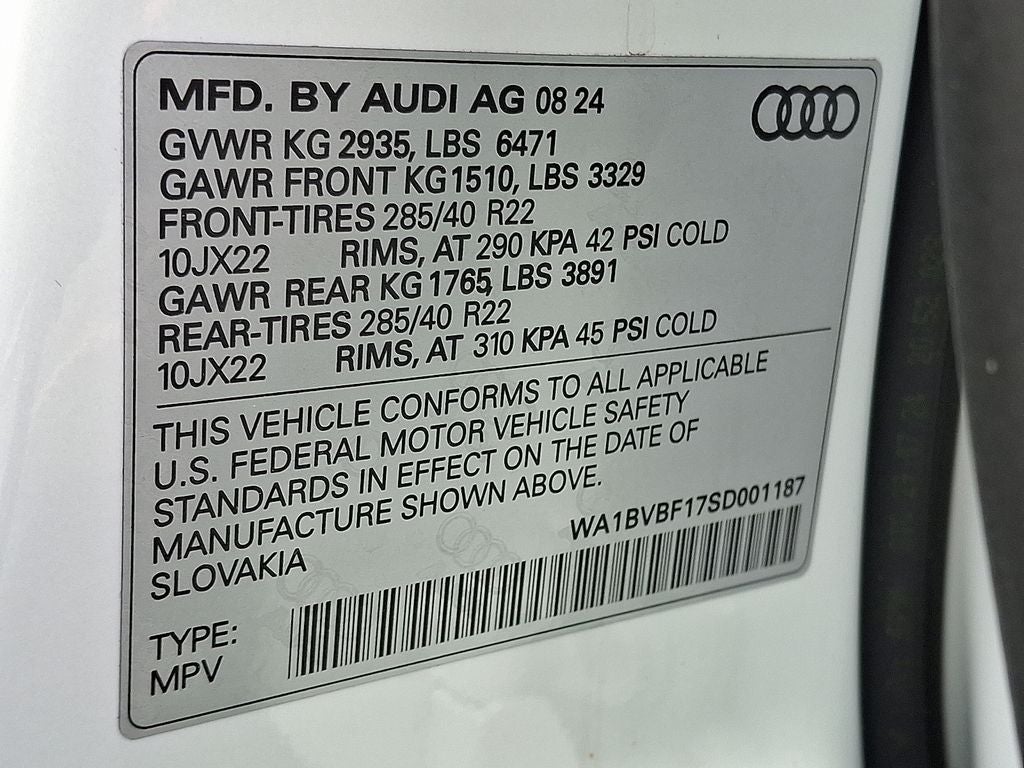 MFD. BY AUDI AG 08 24
GVWR KG 2935, LBS 6471
GAWR FRONT KG 1510, LBS 3329
FRONT-TIRES 285/40 R22
10JX22 RIMS, AT 290 KPA 42 PSI COLD
GAWR REAR KG 1765, LBS 3891
REAR-TIRES 285/40 R22
10JX22 RIMS, AT 310 KPA 45 PSI COLD
THIS VEHICLE CONFORMS TO ALL APPLICABLE
U.S. FEDERAL MOTOR VEHICLE SAFETY
STANDARDS IN EFFECT ON THE DATE OF
MANUFACTURE SHOWN ABOVE.
SLOVAKIA
WA1BVBF17SD001187
TYPE:
MPV